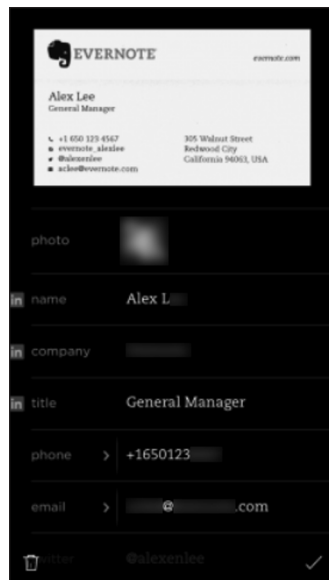 EVERNOTE
evernote.com
Alex Lee
General Manager
+1 650 123 4567
evernote_alexlee
@alexenlee
aclee@evernote.com
305 Walnut Street
Redwood City
California 94063, USA
photo
in name Alex L
in company
in title General Manager
phone > +1650123
email > @ .com
twitter @alexenlee